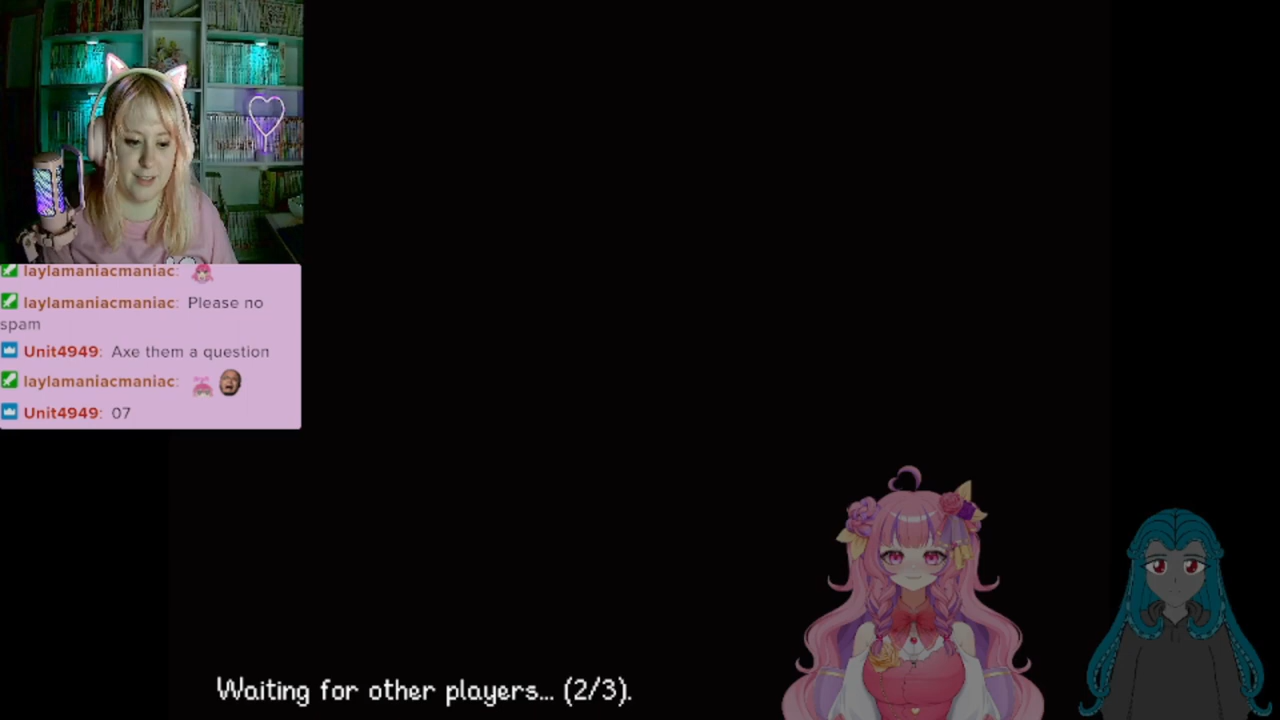 laylamaniacmaniac:
laylamaniacmaniac: Please no
spam
Unit4949: Axe them a question
laylamaniacmaniac:
Unit4949: 07
Waiting for other players... (2/3).